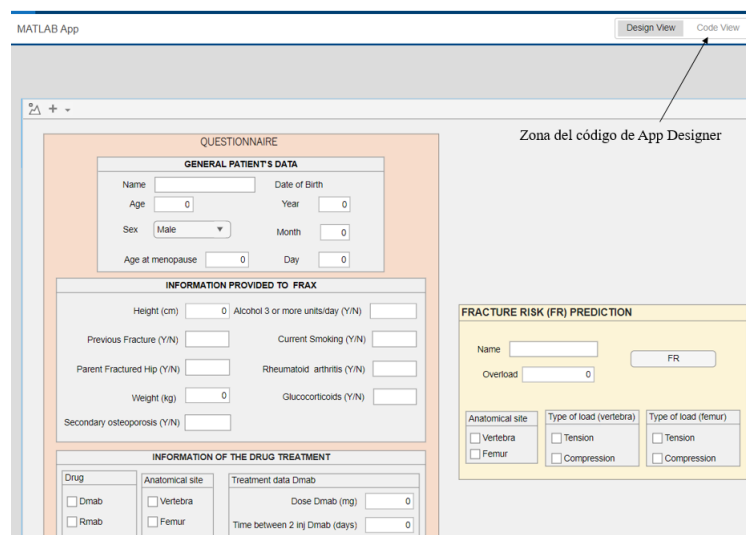 MATLAB App
Design View Code View
Zona del código de App Designer
QUESTIONNAIRE
GENERAL PATIENT'S DATA
Name Date of Birth
Age 0 Year 0
Sex Male Month 0
Age at menopause 0 Day 0
INFORMATION PROVIDED TO FRAX
Height (cm) 0 Alcohol 3 or more units/day (Y/N)
Previous Fracture (Y/N) Current Smoking (Y/N)
Parent Fractured Hip (Y/N) Rheumatoid arthritis (Y/N)
Weight (kg) 0 Glucocorticoids (Y/N)
Secondary osteoporosis (Y/N)
INFORMATION OF THE DRUG TREATMENT
Drug Anatomical site Treatment data Dmab
Dmab Vertebra Dose Dmab (mg) 0
Rmab Femur Time between 2 inj Dmab (days) 0
FRACTURE RISK (FR) PREDICTION
Name FR
Overload 0
Anatomical site Type of load (vertebra) Type of load (femur)
Vertebra Tension Tension
Femur Compression Compression